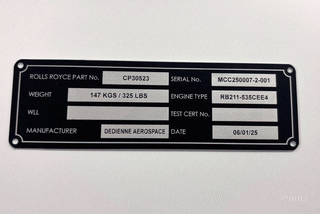 ROLLS ROYCE PART No. CP30523 SERIAL No. MCC250007-2-001
WEIGHT 147 KGS / 325 LBS ENGINE TYPE RB211-535CEE4
WLL TEST CERT No.
MANUFACTURER DEDIENNE AEROSPACE DATE 06/01/25